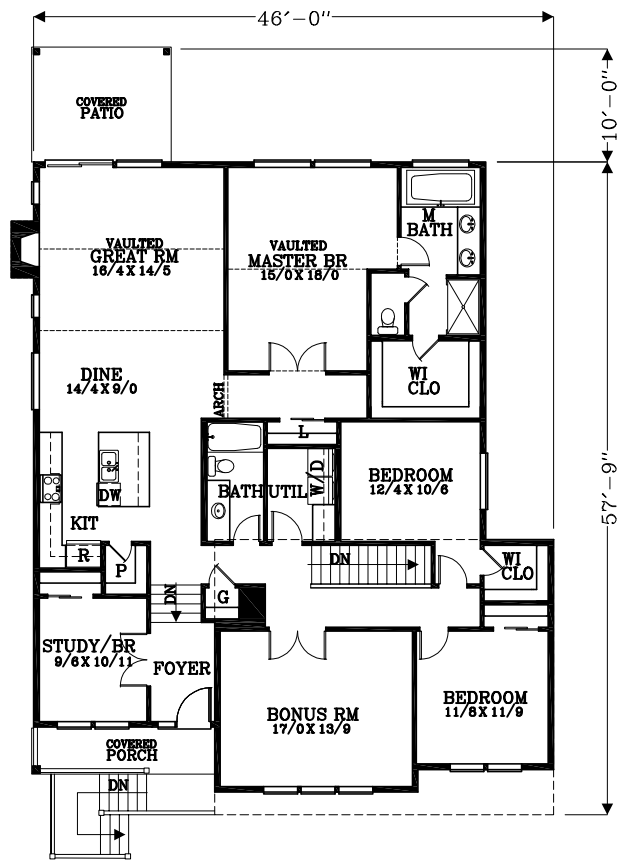 46'-0"
10'-0"
COVERED
PATIO
VAULTED
GREAT RM
16/4 X 14/5
VAULTED
MASTER BR
15/0 X 18/0
M
BATH
DINE
14/4 X 9/0
ARCH
WI
CLO
L
BATH
UTIL
W/D
BEDROOM
12/4 X 10/6
57'-9"
DW
KIT
R
P
DN
WI
CLO
DN
G
STUDY/BR
9/6 X 10/11
FOYER
BONUS RM
17/0 X 13/9
BEDROOM
11/8 X 11/9
COVERED
PORCH
DN